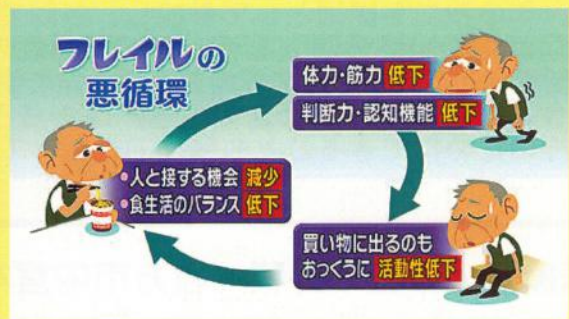 フレイルの
悪循環
体力・筋力 低下
判断力・認知機能 低下
・人と接する機会 減少
・食生活のバランス 低下
買い物に出るのも
おっくうに 活動性低下